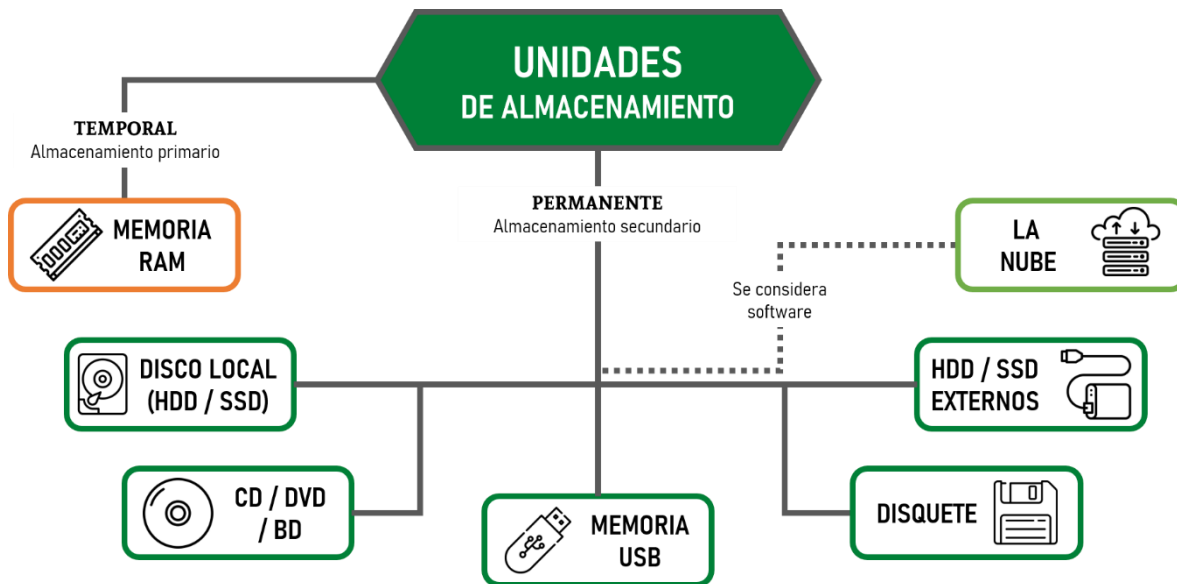 UNIDADES
DE ALMACENAMIENTO
TEMPORAL
Almacenamiento primario
MEMORIA
RAM
PERMANENTE
Almacenamiento secundario
LA
NUBE
Se considera
software
DISCO LOCAL
(HDD / SSD)
HDD / SSD
EXTERNOS
CD / DVD
/ BD
MEMORIA
USB
DISQUETE